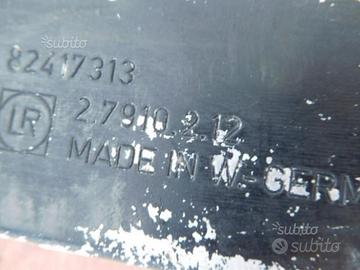 subito
82417313
LR
2.7910.2.12
MADE IN W-GERM
subito
subito